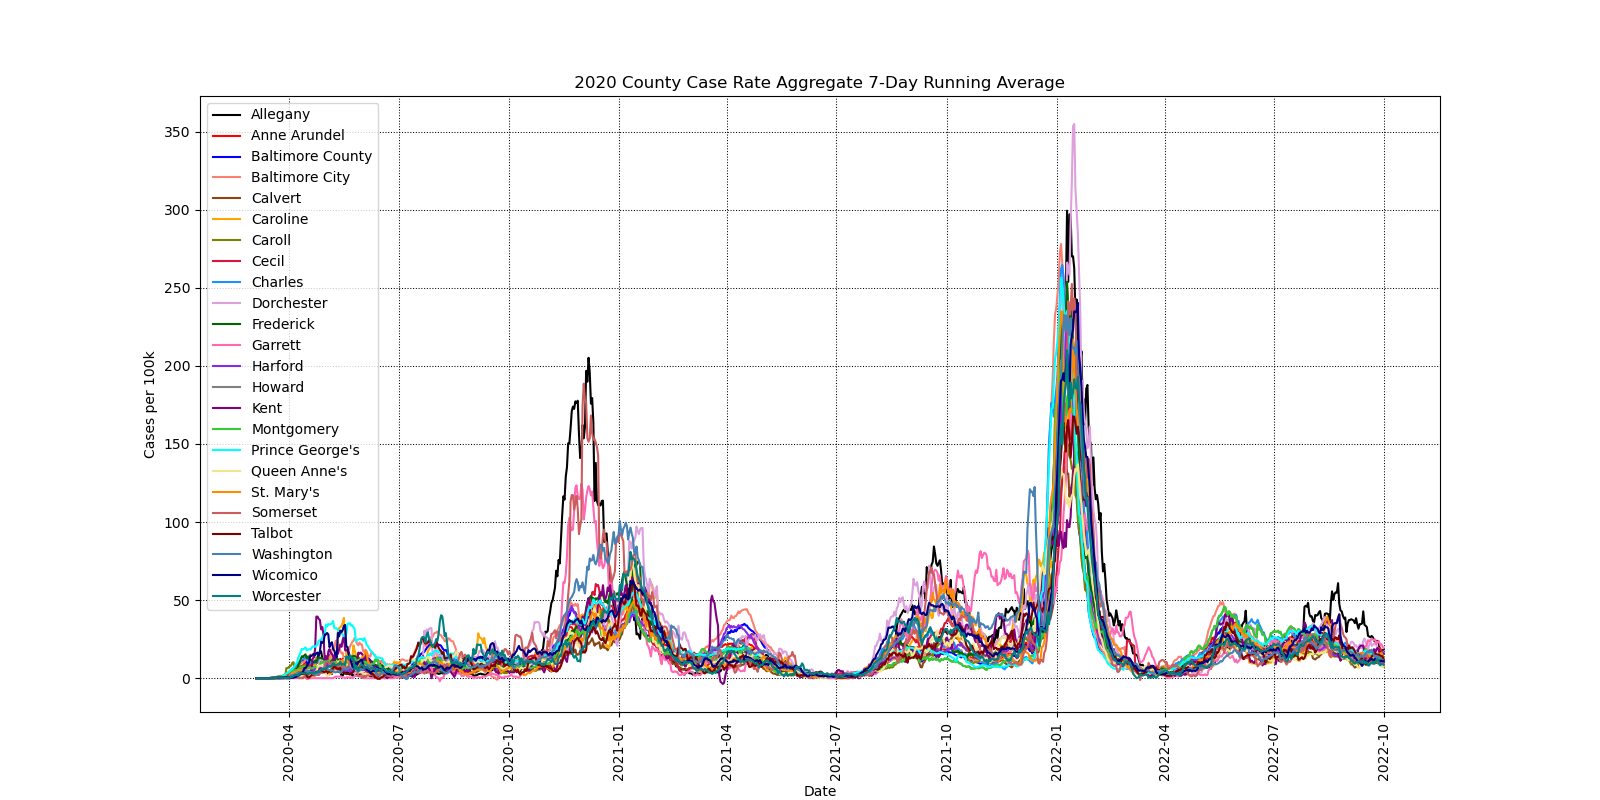 2020 County Case Rate Aggregate 7-Day Running Average
Allegany
Anne Arundel
Baltimore County
Baltimore City
Calvert
Caroline
Caroll
Cecil
Charles
Dorchester
Frederick
Garrett
Harford
Howard
Kent
Montgomery
Prince George's
Queen Anne's
St. Mary's
Somerset
Talbot
Washington
Wicomico
Worcester
Cases per 100k
350
300
250
200
150
100
50
0
2020-04
2020-07
2020-10
2021-01
2021-04
2021-07
2021-10
2022-01
2022-04
2022-07
2022-10
Date